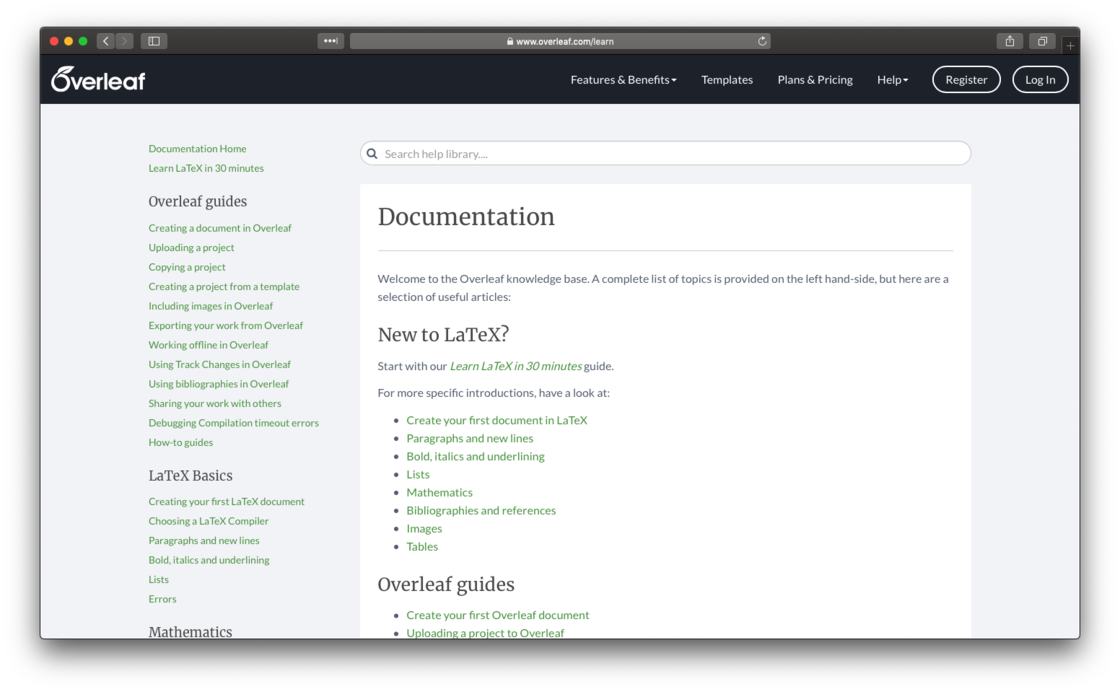 www.overleaf.com/learn
Overleaf
Features & Benefits
Templates
Plans & Pricing
Help
Register
Log In
Documentation Home
Learn LaTeX in 30 minutes
Overleaf guides
Creating a document in Overleaf
Uploading a project
Copying a project
Creating a project from a template
Including images in Overleaf
Exporting your work from Overleaf
Working offline in Overleaf
Using Track Changes in Overleaf
Using bibliographies in Overleaf
Sharing your work with others
Debugging Compilation timeout errors
How-to guides
LaTeX Basics
Creating your first LaTeX document
Choosing a LaTeX Compiler
Paragraphs and new lines
Bold, italics and underlining
Lists
Errors
Mathematics
Search help library....
Documentation
Welcome to the Overleaf knowledge base. A complete list of topics is provided on the left hand-side, but here are a
selection of useful articles:
New to LaTeX?
Start with our Learn LaTeX in 30 minutes guide.
For more specific introductions, have a look at:
Create your first document in LaTeX
Paragraphs and new lines
Bold, italics and underlining
Lists
Mathematics
Bibliographies and references
Images
Tables
Overleaf guides
Create your first Overleaf document
Uploading a project to Overleaf